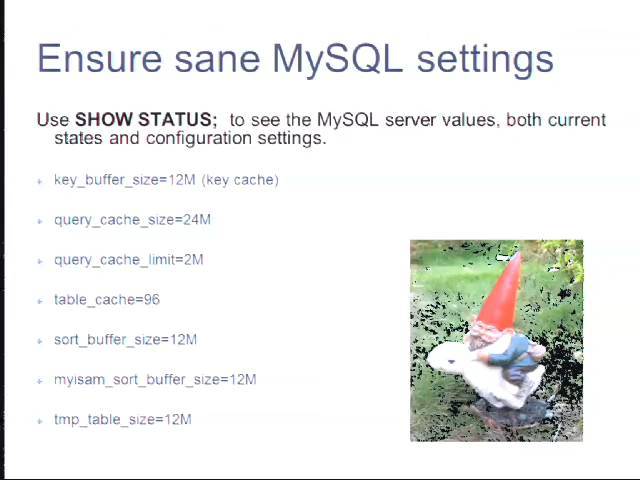 Ensure sane MySQL settings
Use SHOW STATUS; to see the MySQL server values, both current
states and configuration settings.
key_buffer_size=12M (key cache)
query_cache_size=24M
query_cache_limit=2M
table_cache=96
sort_buffer_size=12M
myisam_sort_buffer_size=12M
tmp_table_size=12M